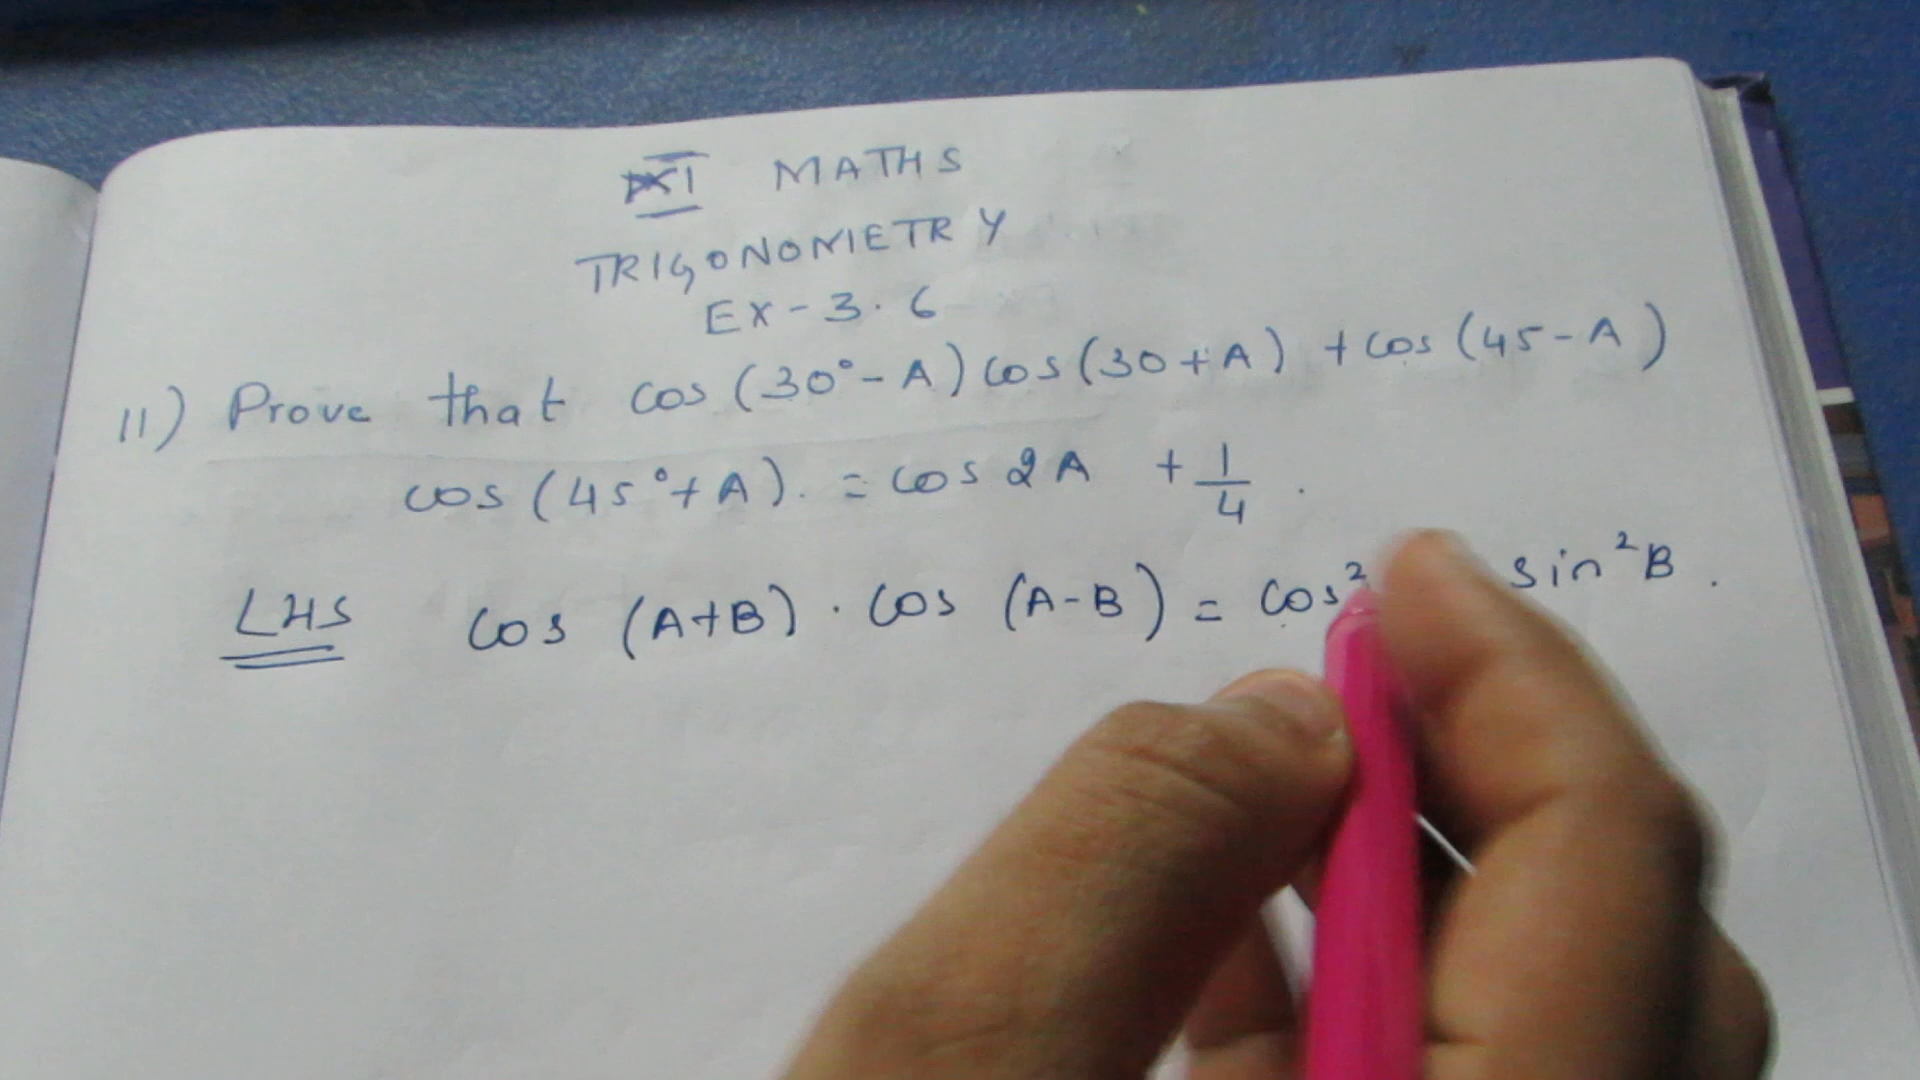 XI MATHS
TRIGONOMETRY
EX-3.6
11) Prove that cos(30°-A) cos(30+A) + cos(45-A)
cos(45°+A). = cos 2A + 1/4.
LHS cos (A+B) . cos (A-B) = cos² sin²B.